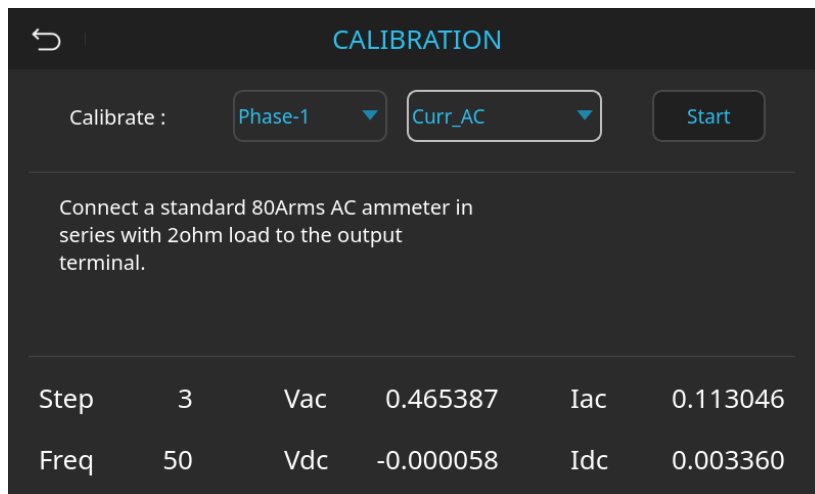 CALIBRATION
Calibrate : Phase-1 Curr_AC Start
Connect a standard 80Arms AC ammeter in
series with 2ohm load to the output
terminal.
Step 3 Vac 0.465387 Iac 0.113046
Freq 50 Vdc -0.000058 Idc 0.003360